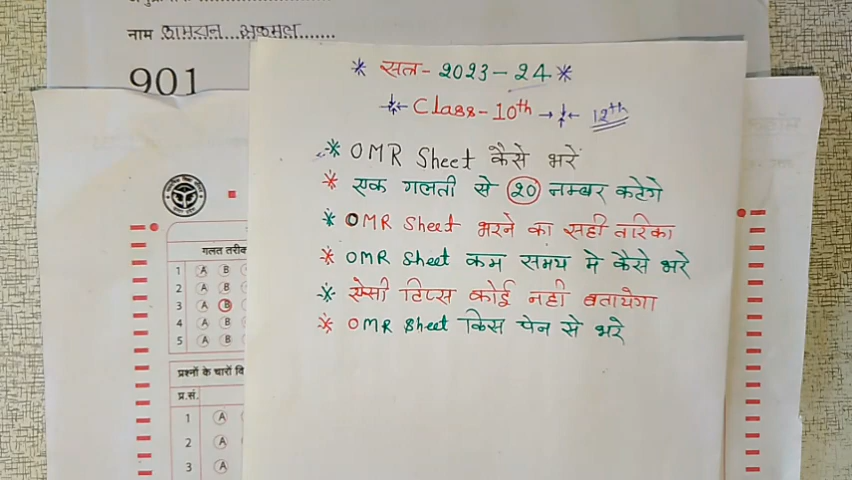 नाम कामरान अकमल
901
* सत्र - 2023 - 24 *
Class - 10th → ← 12th
* OMR Sheet कैसे भरें
* एक गलती से 20 नम्बर कटेगे
* OMR Sheet भरने का सही तारिका
* OMR Sheet कम समय मे कैसे भरे
* ऐसी टिप्स कोई नही बतायेगा
* OMR Sheet किस पेन से भरे
गलत तरीक
1 A B
2 A B
3 A B
4 A B
5 A B
प्रश्नों के चारों वि
प्र.सं.
1 A
2 A
3 A